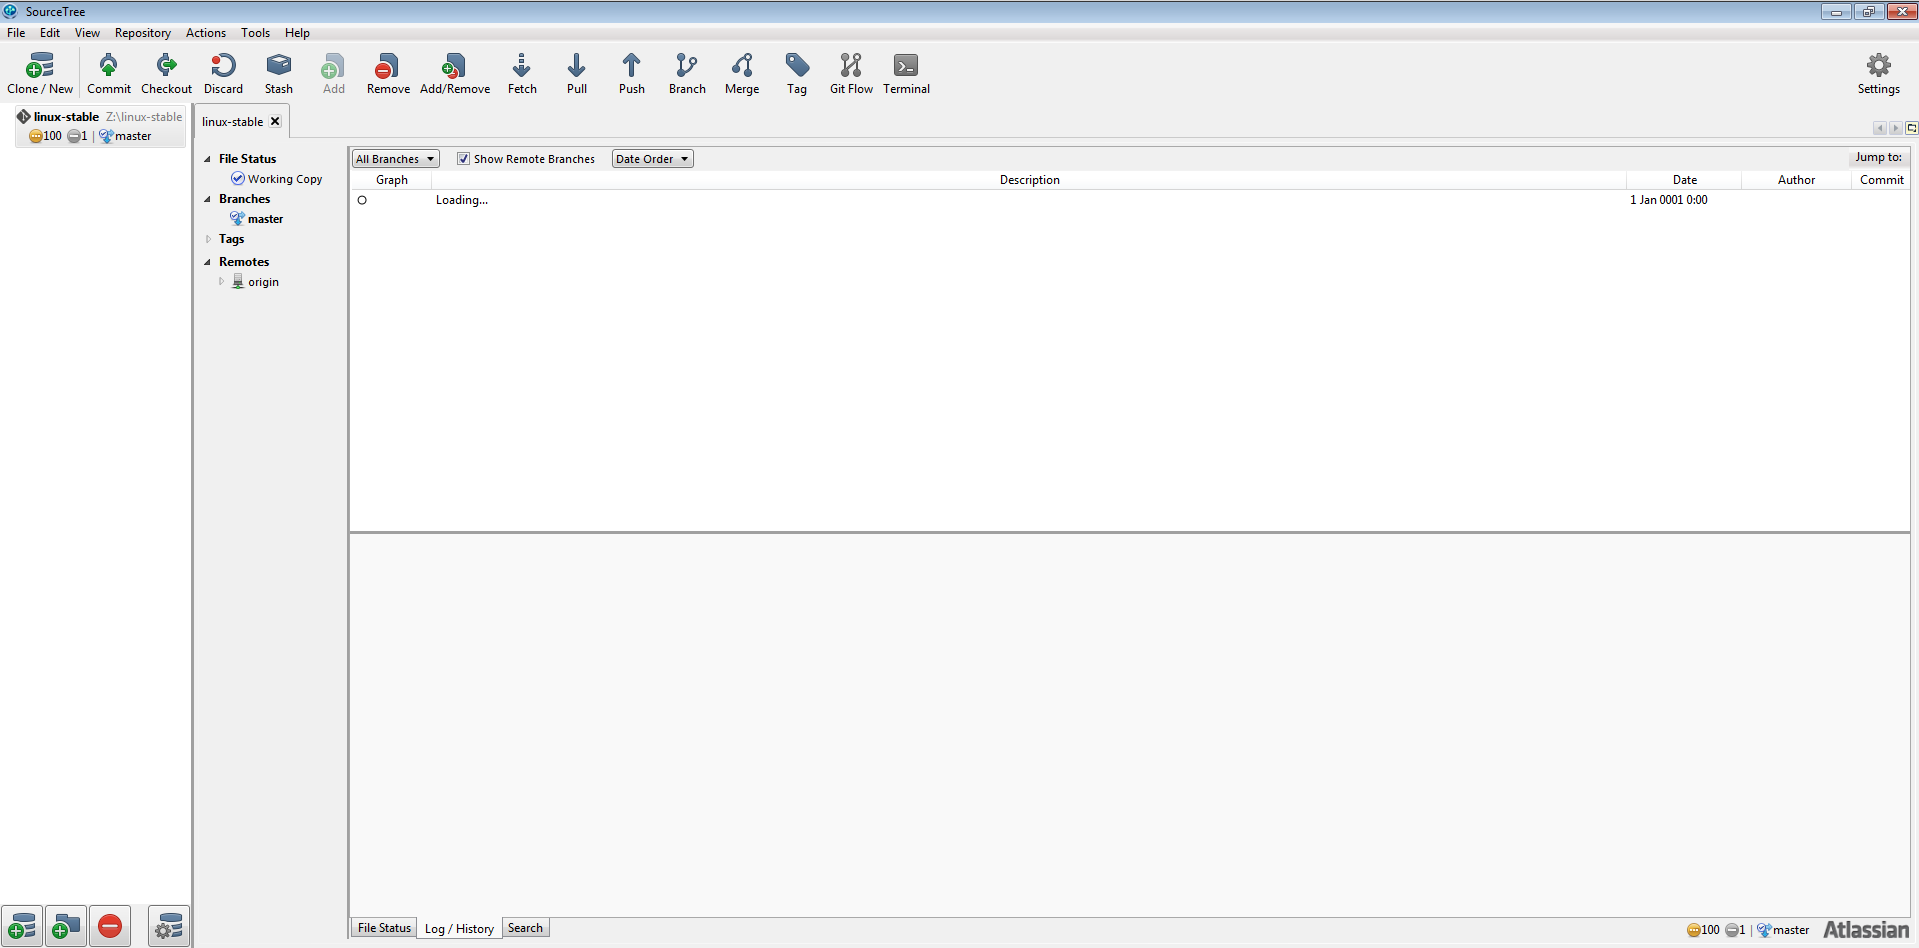 SourceTree
File Edit View Repository Actions Tools Help
Clone / New Commit Checkout Discard Stash Add Remove Add/Remove Fetch Pull Push Branch Merge Tag Git Flow Terminal Settings
linux-stable Z:\linux-stable
100 1 | master
linux-stable
File Status
Working Copy
Branches
master
Tags
Remotes
origin
All Branches Show Remote Branches Date Order Jump to:
Graph Description Date Author Commit
Loading... 1 Jan 0001 0:00
File Status Log / History Search
100 1 | master Atlassian